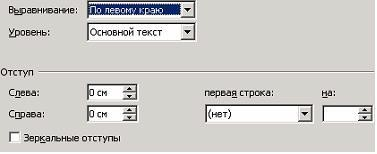 Выравнивание: По левому краю
Уровень: Основной текст
Отступ
Слева: 0 см первая строка: на:
Справа: 0 см (нет)
Зеркальные отступы